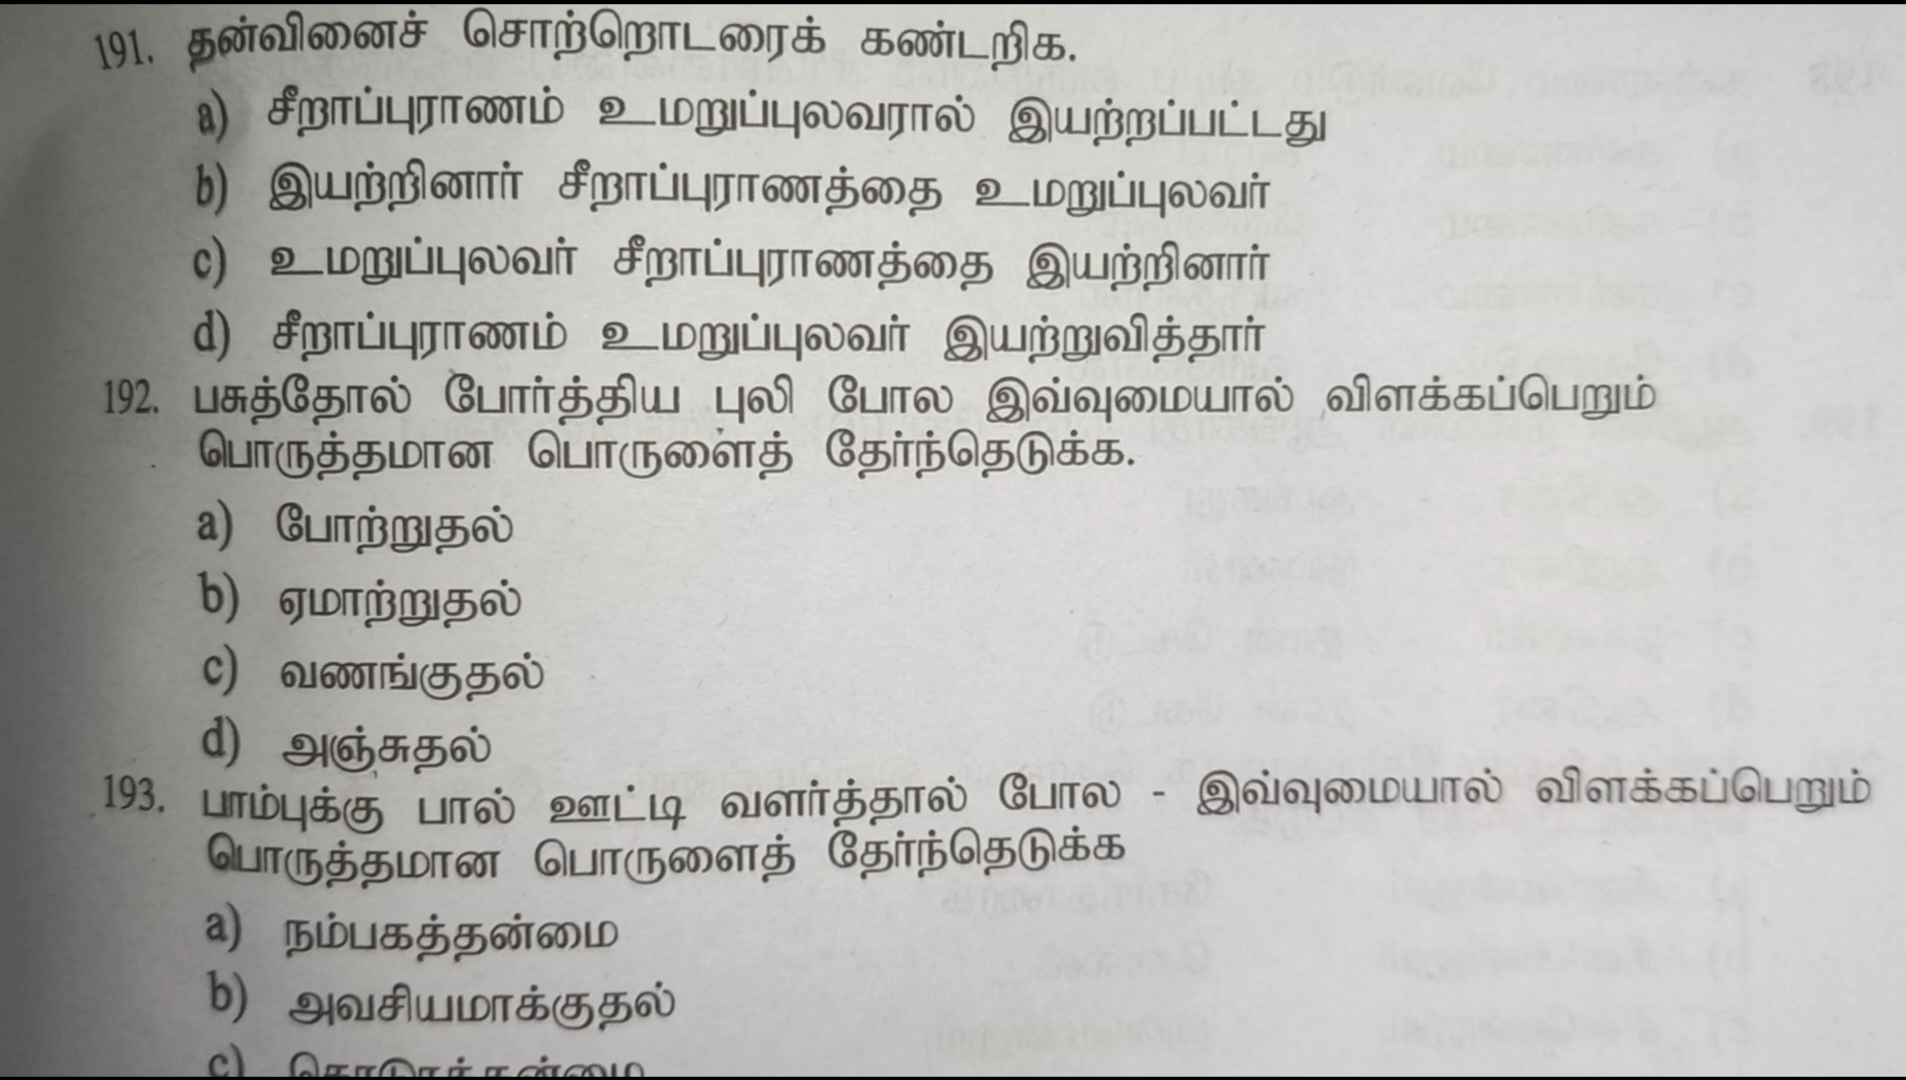 191. தன்வினைச் சொற்றொடரைக் கண்டறிக.
a) சீறாப்புராணம் உமறுப்புலவரால் இயற்றப்பட்டது
b) இயற்றினார் சீறாப்புராணத்தை உமறுப்புலவர்
c) உமறுப்புலவர் சீறாப்புராணத்தை இயற்றினார்
d) சீறாப்புராணம் உமறுப்புலவர் இயற்றுவித்தார்
192. பசுத்தோல் போர்த்திய புலி போல இவ்வுமையால் விளக்கப்பெறும்
பொருத்தமான பொருளைத் தேர்ந்தெடுக்க.
a) போற்றுதல்
b) ஏமாற்றுதல்
c) வணங்குதல்
d) அஞ்சுதல்
193. பாம்புக்கு பால் ஊட்டி வளர்த்தால் போல - இவ்வுமையால் விளக்கப்பெறும்
பொருத்தமான பொருளைத் தேர்ந்தெடுக்க
a) நம்பகத்தன்மை
b) அவசியமாக்குதல்
c)